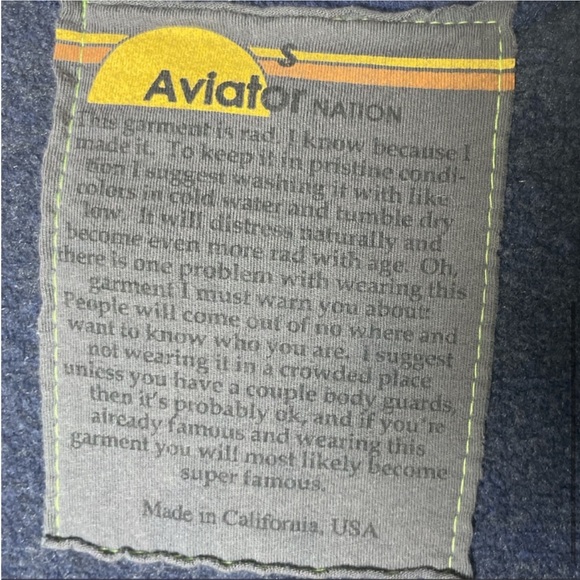 S
Aviator NATION
This garment is rad. I know because I
made it. To keep it in pristine condi-
tion I suggest washing it with like
colors in cold water and tumble dry
low. It will distress naturally and
become even more rad with age. Oh,
there is one problem with wearing this
garment I must warn you about:
People will come out of no where and
want to know who you are. I suggest
not wearing it in a crowded place
unless you have a couple body guards,
then it's probably ok, and if you're
already famous and wearing this
garment you will most likely become
super famous.
Made in California, USA